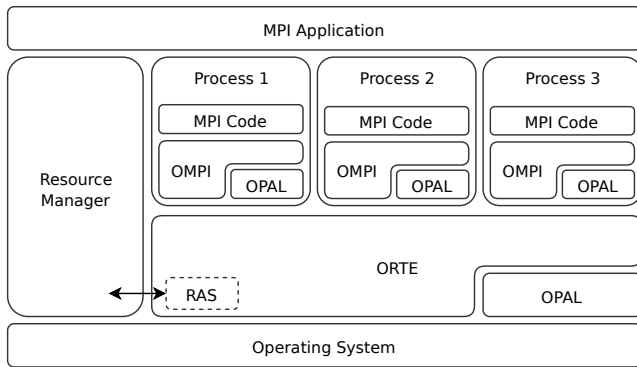 MPI Application
Resource
Manager
Process 1
MPI Code
OMPI
OPAL
Process 2
MPI Code
OMPI
OPAL
Process 3
MPI Code
OMPI
OPAL
ORTE
RAS
OPAL
Operating System